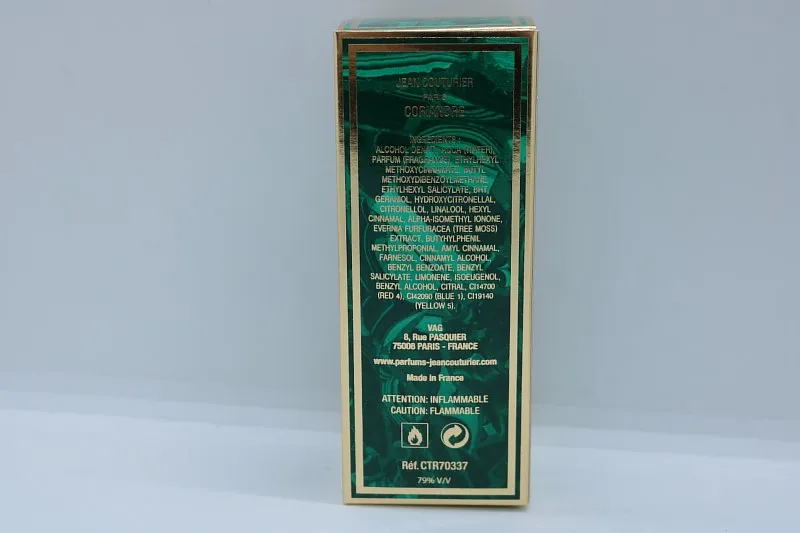 JEAN COUTURIER
PARIS
CORIANDRE
INGREDIENTS :
ALCOHOL DENAT., AQUA (WATER),
PARFUM (FRAGRANCE), ETHYLHEXYL
METHOXYCINNAMATE, BUTYL
METHOXYDIBENZOYLMETHANE,
ETHYLHEXYL SALICYLATE, BHT,
GERANIOL, HYDROXYCITRONELLAL,
CITRONELLOL, LINALOOL, HEXYL
CINNAMAL, ALPHA-ISOMETHYL IONONE,
EVERNIA FURFURACEA (TREE MOSS)
EXTRACT, BUTYHYLPHENIL
METHYLPROPONIAL, AMYL CINNAMAL,
FARNESOL, CINNAMYL ALCOHOL,
BENZYL BENZOATE, BENZYL
SALICYLATE, LIMONENE, ISOEUGENOL,
BENZYL ALCOHOL, CITRAL, CI14700
(RED 4), CI42090 (BLUE 1), CI19140
(YELLOW 5).
VAG
8, Rue PASQUIER
75008 PARIS - FRANCE
www.parfums-jeancouturier.com
Made in France
ATTENTION: INFLAMMABLE
CAUTION: FLAMMABLE
Réf. CTR70337
79% V/V